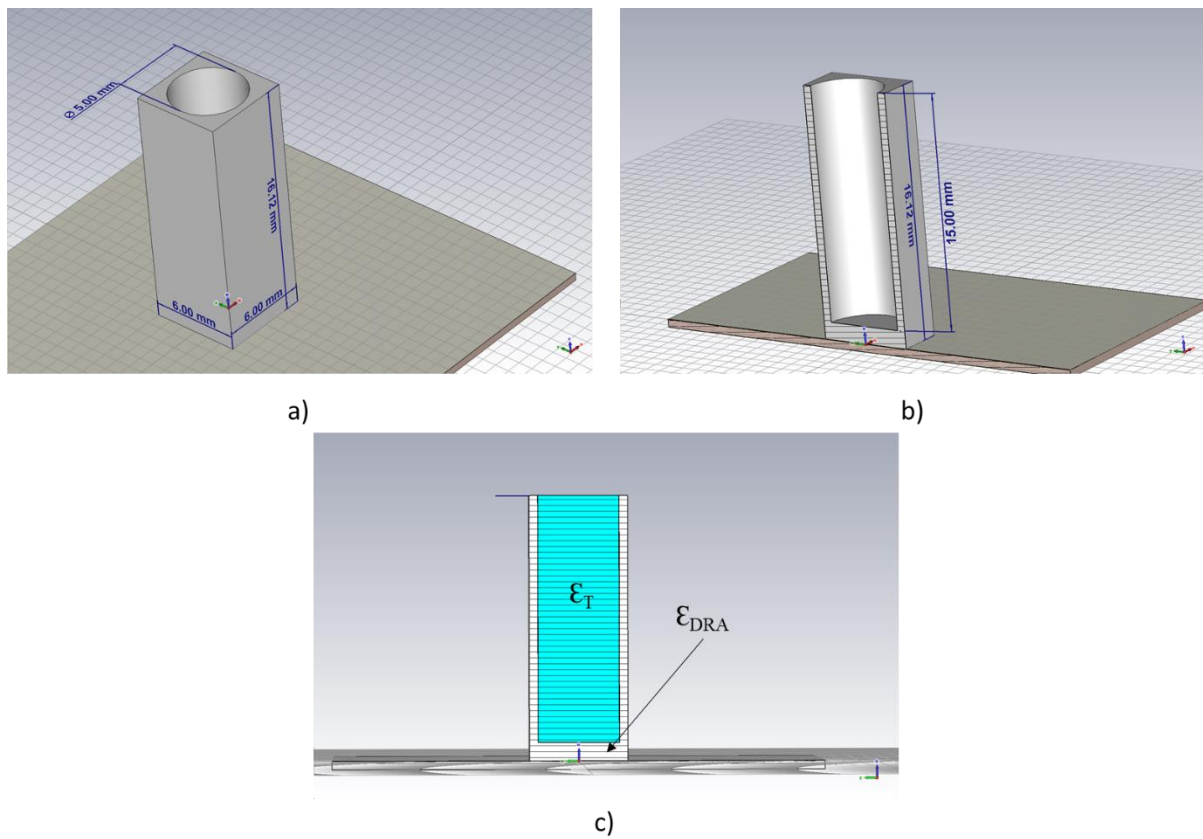 Ø 5.00 mm
16.12 mm
6.00 mm
6.00 mm
a)
16.12 mm
15.00 mm
b)
εT
εDRA
c)